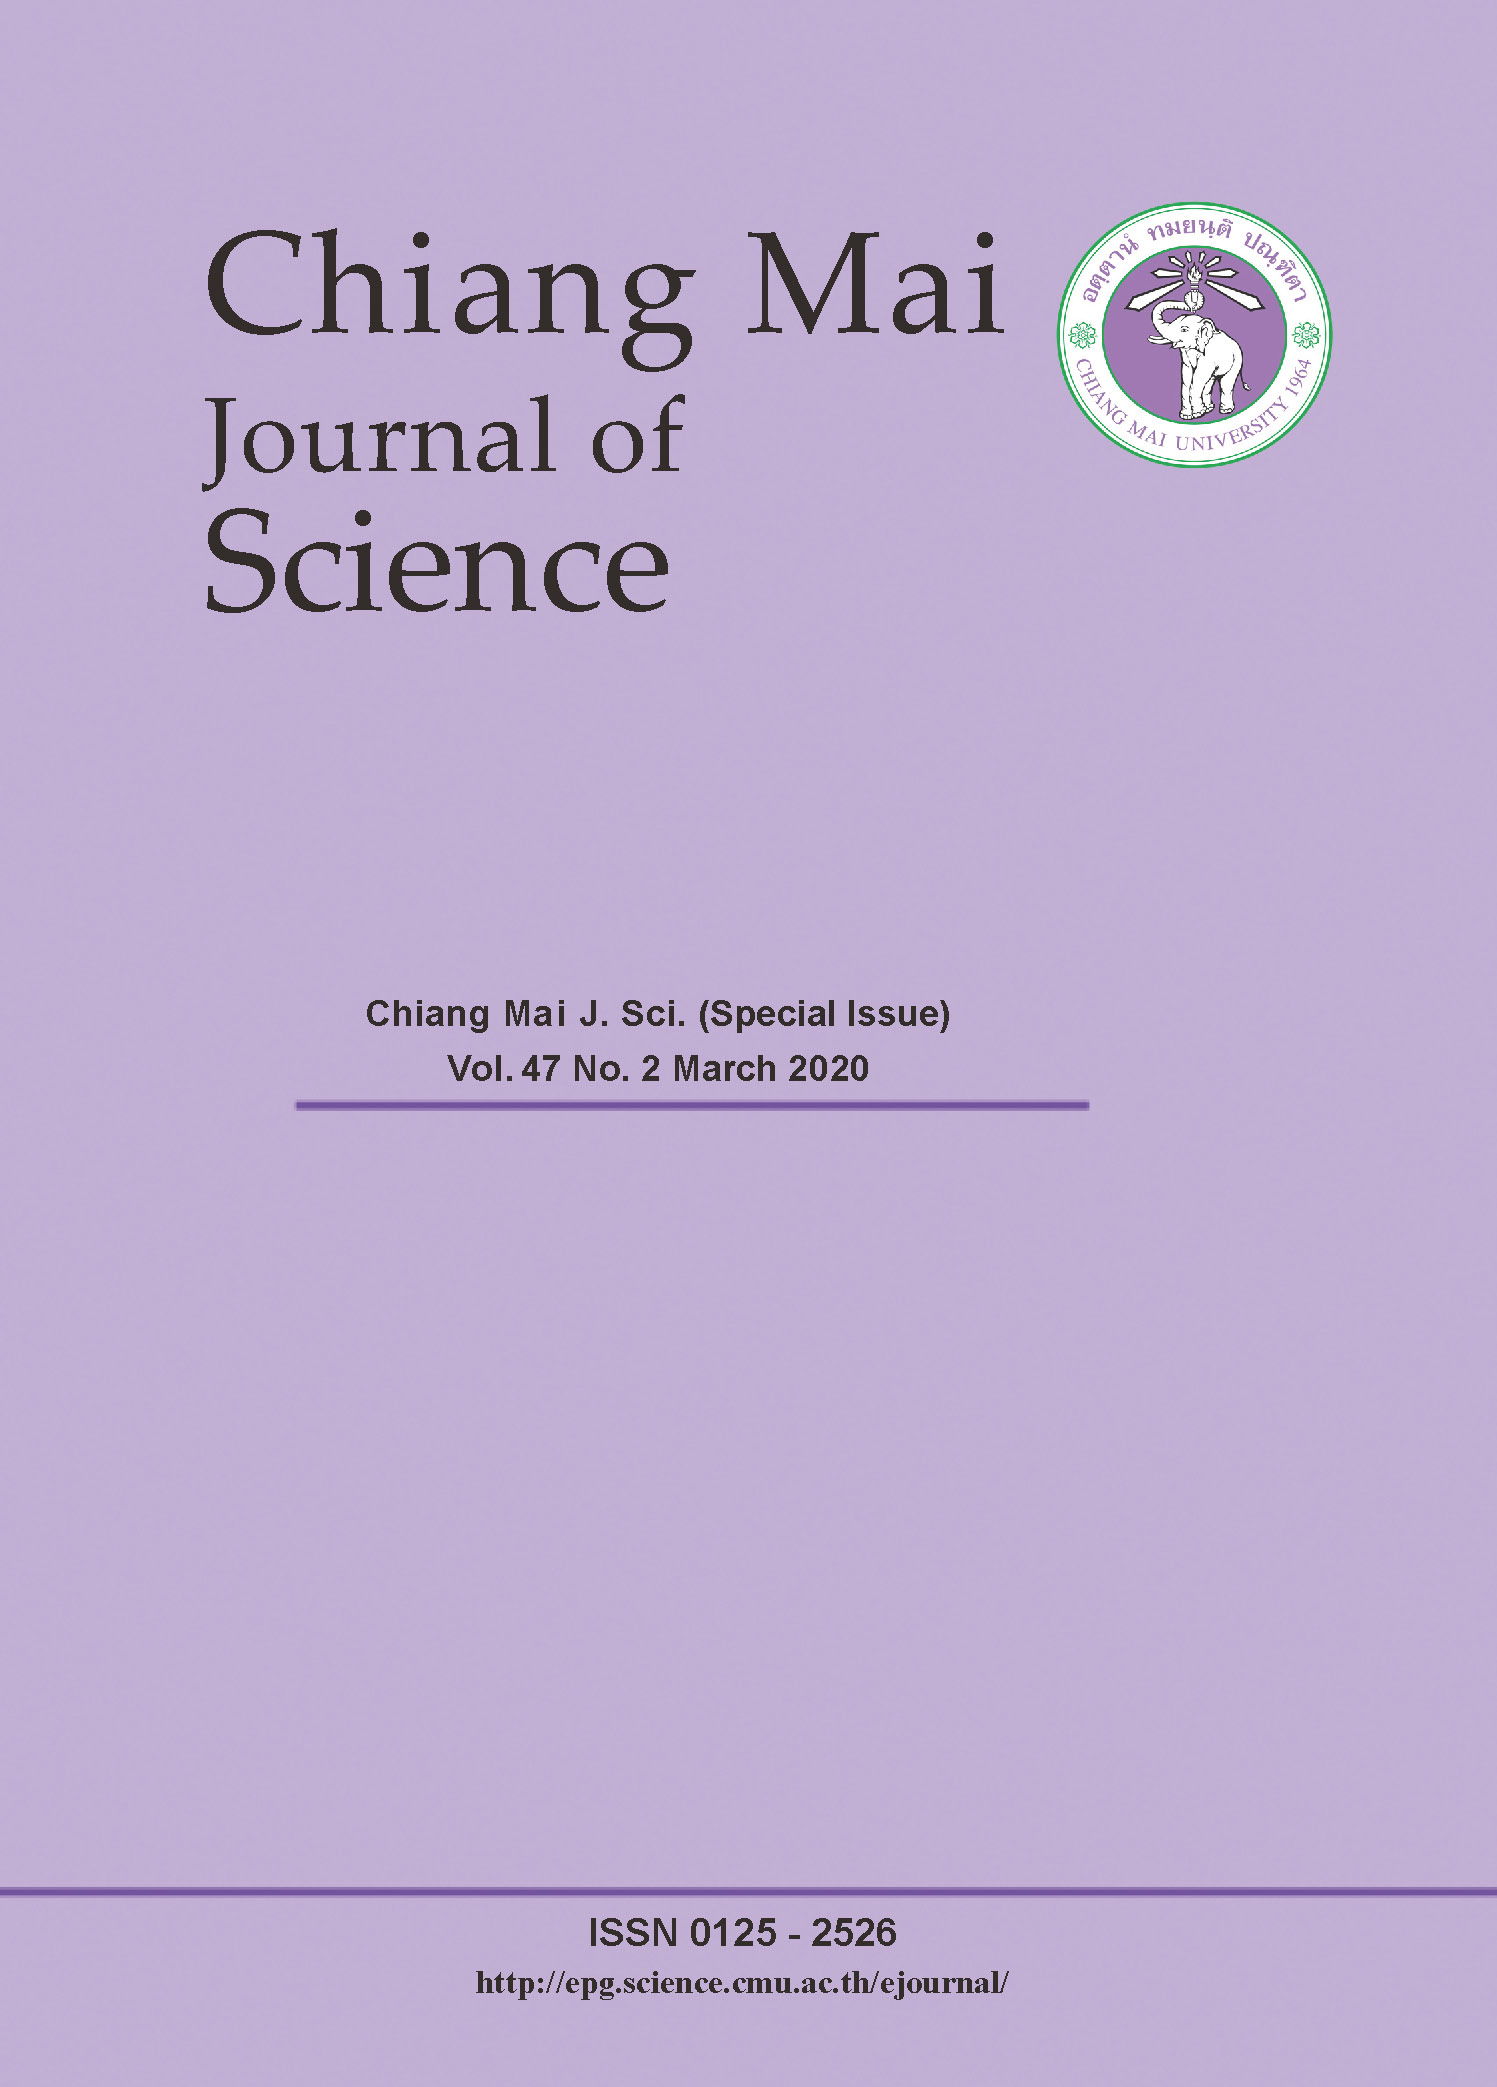 Chiang Mai
Journal of
Science
อตฺตานํ ทมยนฺติ ปณฺฑิตา
CHIANG MAI UNIVERSITY 1964
Chiang Mai J. Sci. (Special Issue)
Vol. 47 No. 2 March 2020
ISSN 0125 - 2526
http://epg.science.cmu.ac.th/ejournal/